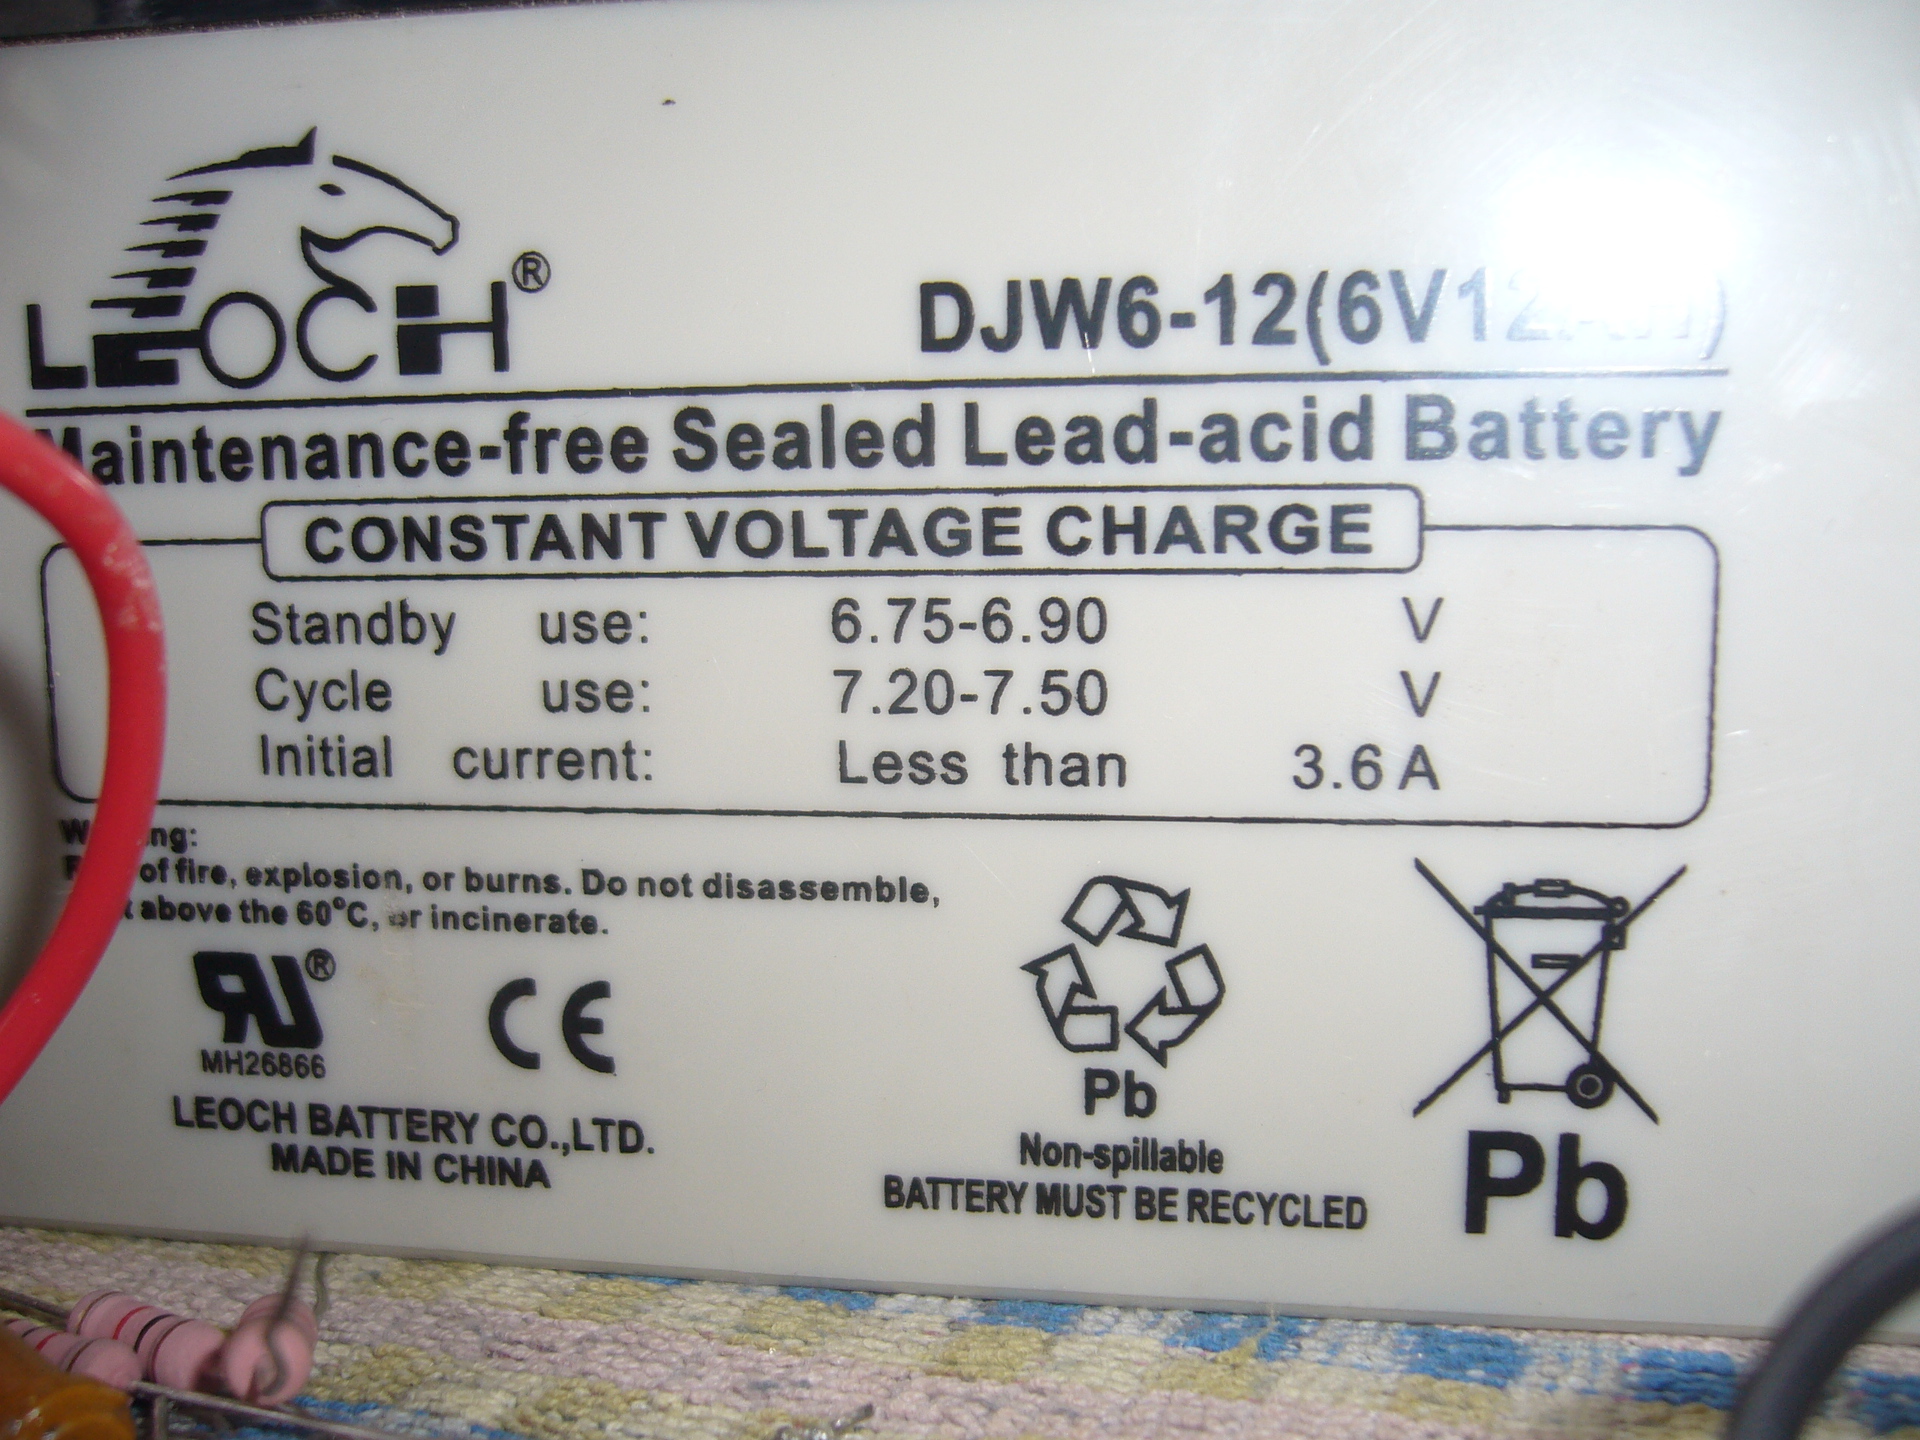 LEOCH®
DJW6-12(6V12AH)
Maintenance-free Sealed Lead-acid Battery
CONSTANT VOLTAGE CHARGE
Standby use: 6.75-6.90 V
Cycle use: 7.20-7.50 V
Initial current: Less than 3.6 A
of fire, explosion, or burns. Do not disassemble,
above the 60°C, or incinerate.
®
MH26866
CE
LEOCH BATTERY CO.,LTD.
MADE IN CHINA
Pb
Non-spillable
BATTERY MUST BE RECYCLED
Pb